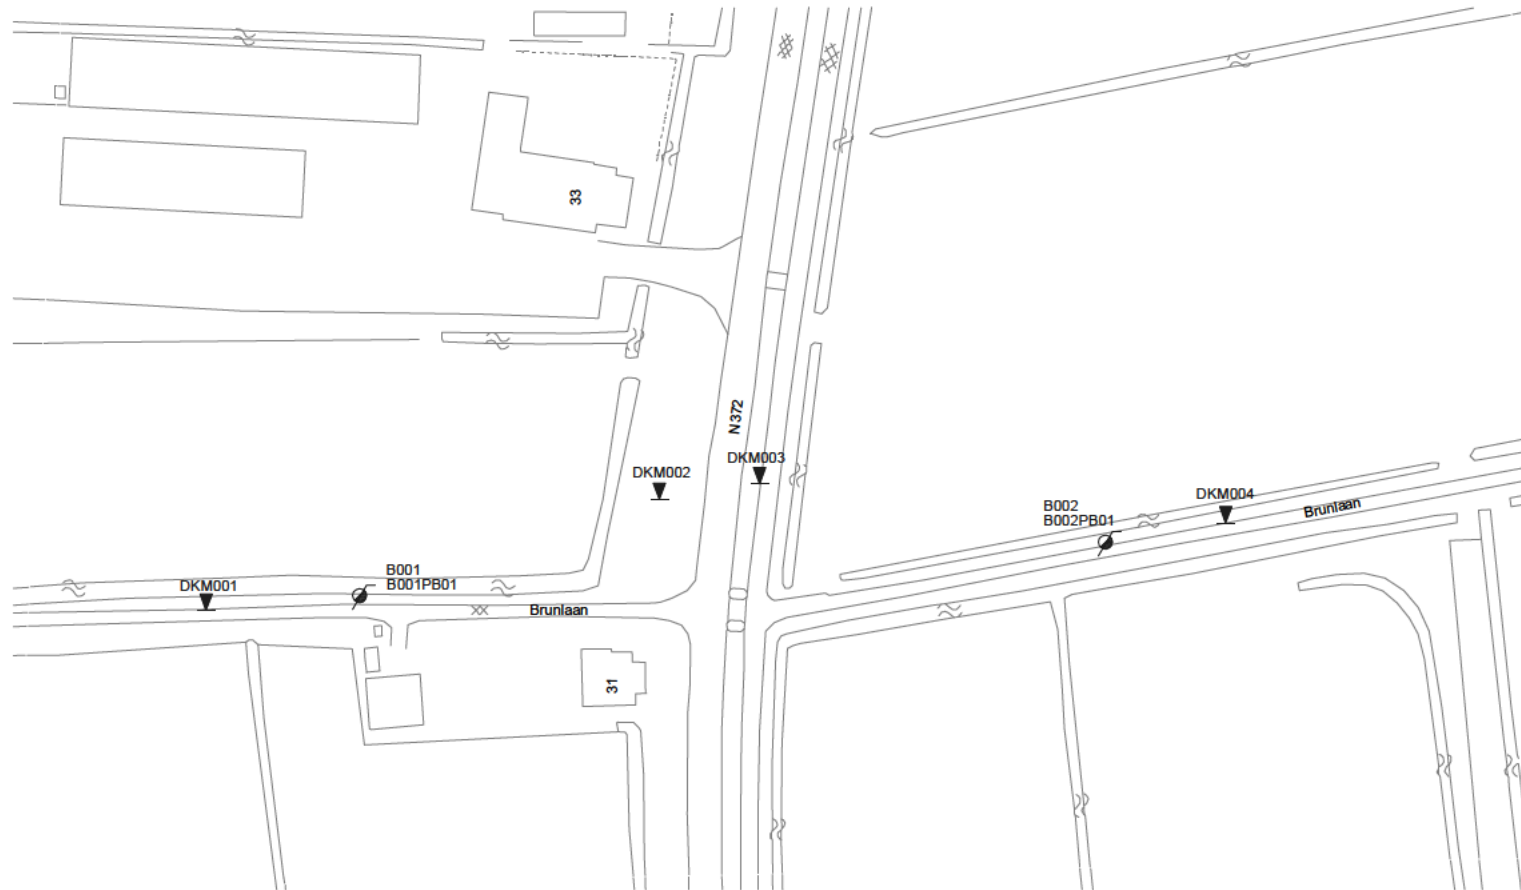 33
N372
DKM003
DKM002
DKM004
B002
B002PB01
Brunlaan
B001
B001PB01
DKM001
Brunlaan
31